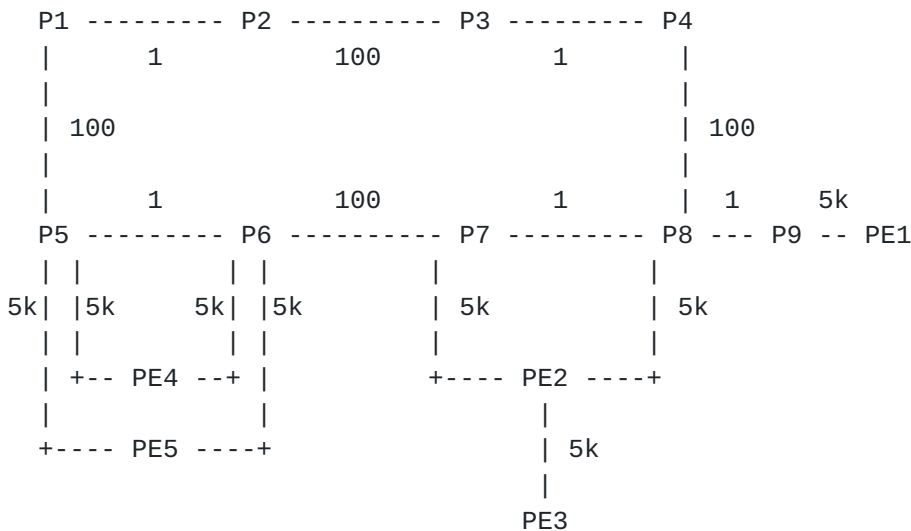 P1 --------- P2 ---------- P3 --------- P4
| 1 100 1 |
| |
| 100 | 100
| |
| 1 100 1 | 1 5k
P5 --------- P6 ---------- P7 --------- P8 --- P9 -- PE1
| | | | | |
5k| |5k 5k| |5k | 5k | 5k
| | | | | |
| +-- PE4 --+ | +---- PE2 ----+
| | |
+---- PE5 ----+ | 5k
|
PE3